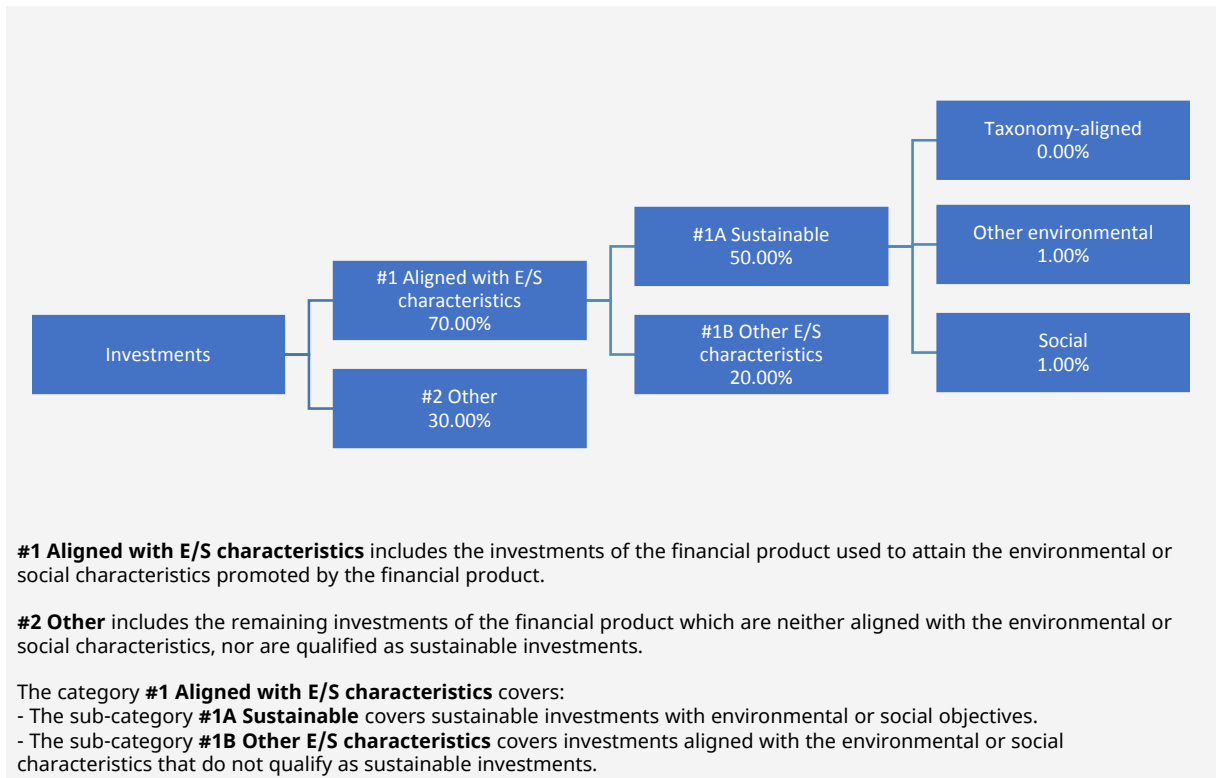 Investments
#1 Aligned with E/S
characteristics
70.00%
#2 Other
30.00%
#1A Sustainable
50.00%
#1B Other E/S
characteristics
20.00%
Taxonomy-aligned
0.00%
Other environmental
1.00%
Social
1.00%
#1 Aligned with E/S characteristics includes the investments of the financial product used to attain the environmental or
social characteristics promoted by the financial product.
#2 Other includes the remaining investments of the financial product which are neither aligned with the environmental or
social characteristics, nor are qualified as sustainable investments.
The category #1 Aligned with E/S characteristics covers:
- The sub-category #1A Sustainable covers sustainable investments with environmental or social objectives.
- The sub-category #1B Other E/S characteristics covers investments aligned with the environmental or social
characteristics that do not qualify as sustainable investments.